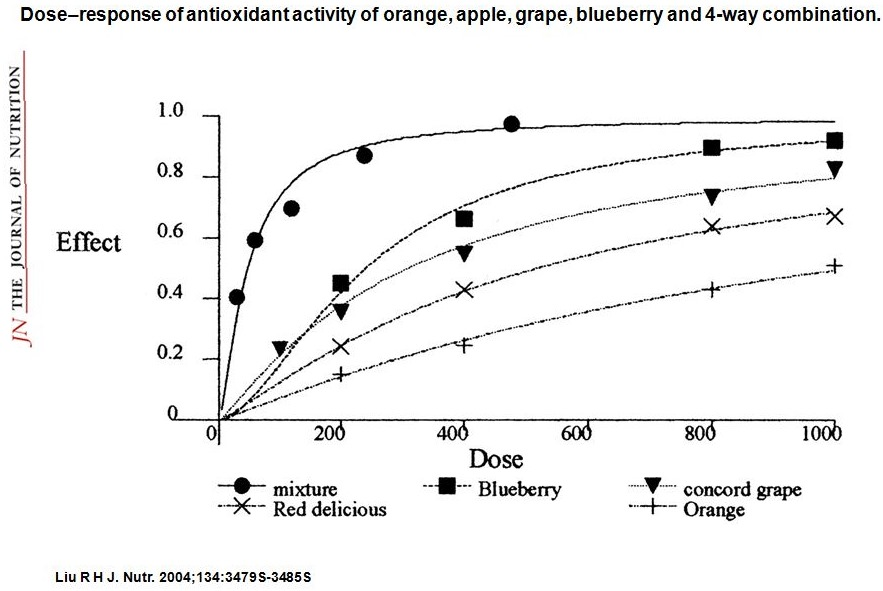 Dose–response of antioxidant activity of orange, apple, grape, blueberry and 4-way combination.
JN THE JOURNAL OF NUTRITION
1.0
0.8
0.6
Effect
0.4
0.2
0
0 200 400 600 800 1000
Dose
mixture Blueberry concord grape
Red delicious Orange
Liu R H J. Nutr. 2004;134:3479S-3485S